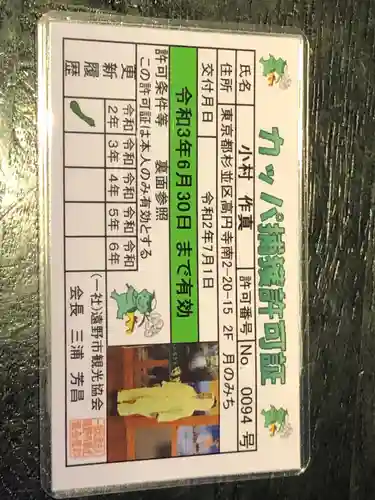 カッパ捕獲許可証
許可番号 No. 0094 号
氏名 小村 作真
住所 東京都杉並区高円寺南2-20-15 2F 月のみち
交付月日 令和2年7月1日
令和3年6月30日 まで有効
許可条件等 裏面参照
この許可証は本人のみ有効とする
更新履歴 令和2年 令和3年 令和4年 令和5年 令和6年
(一社)遠野市観光協会
会長 三浦 芳昌